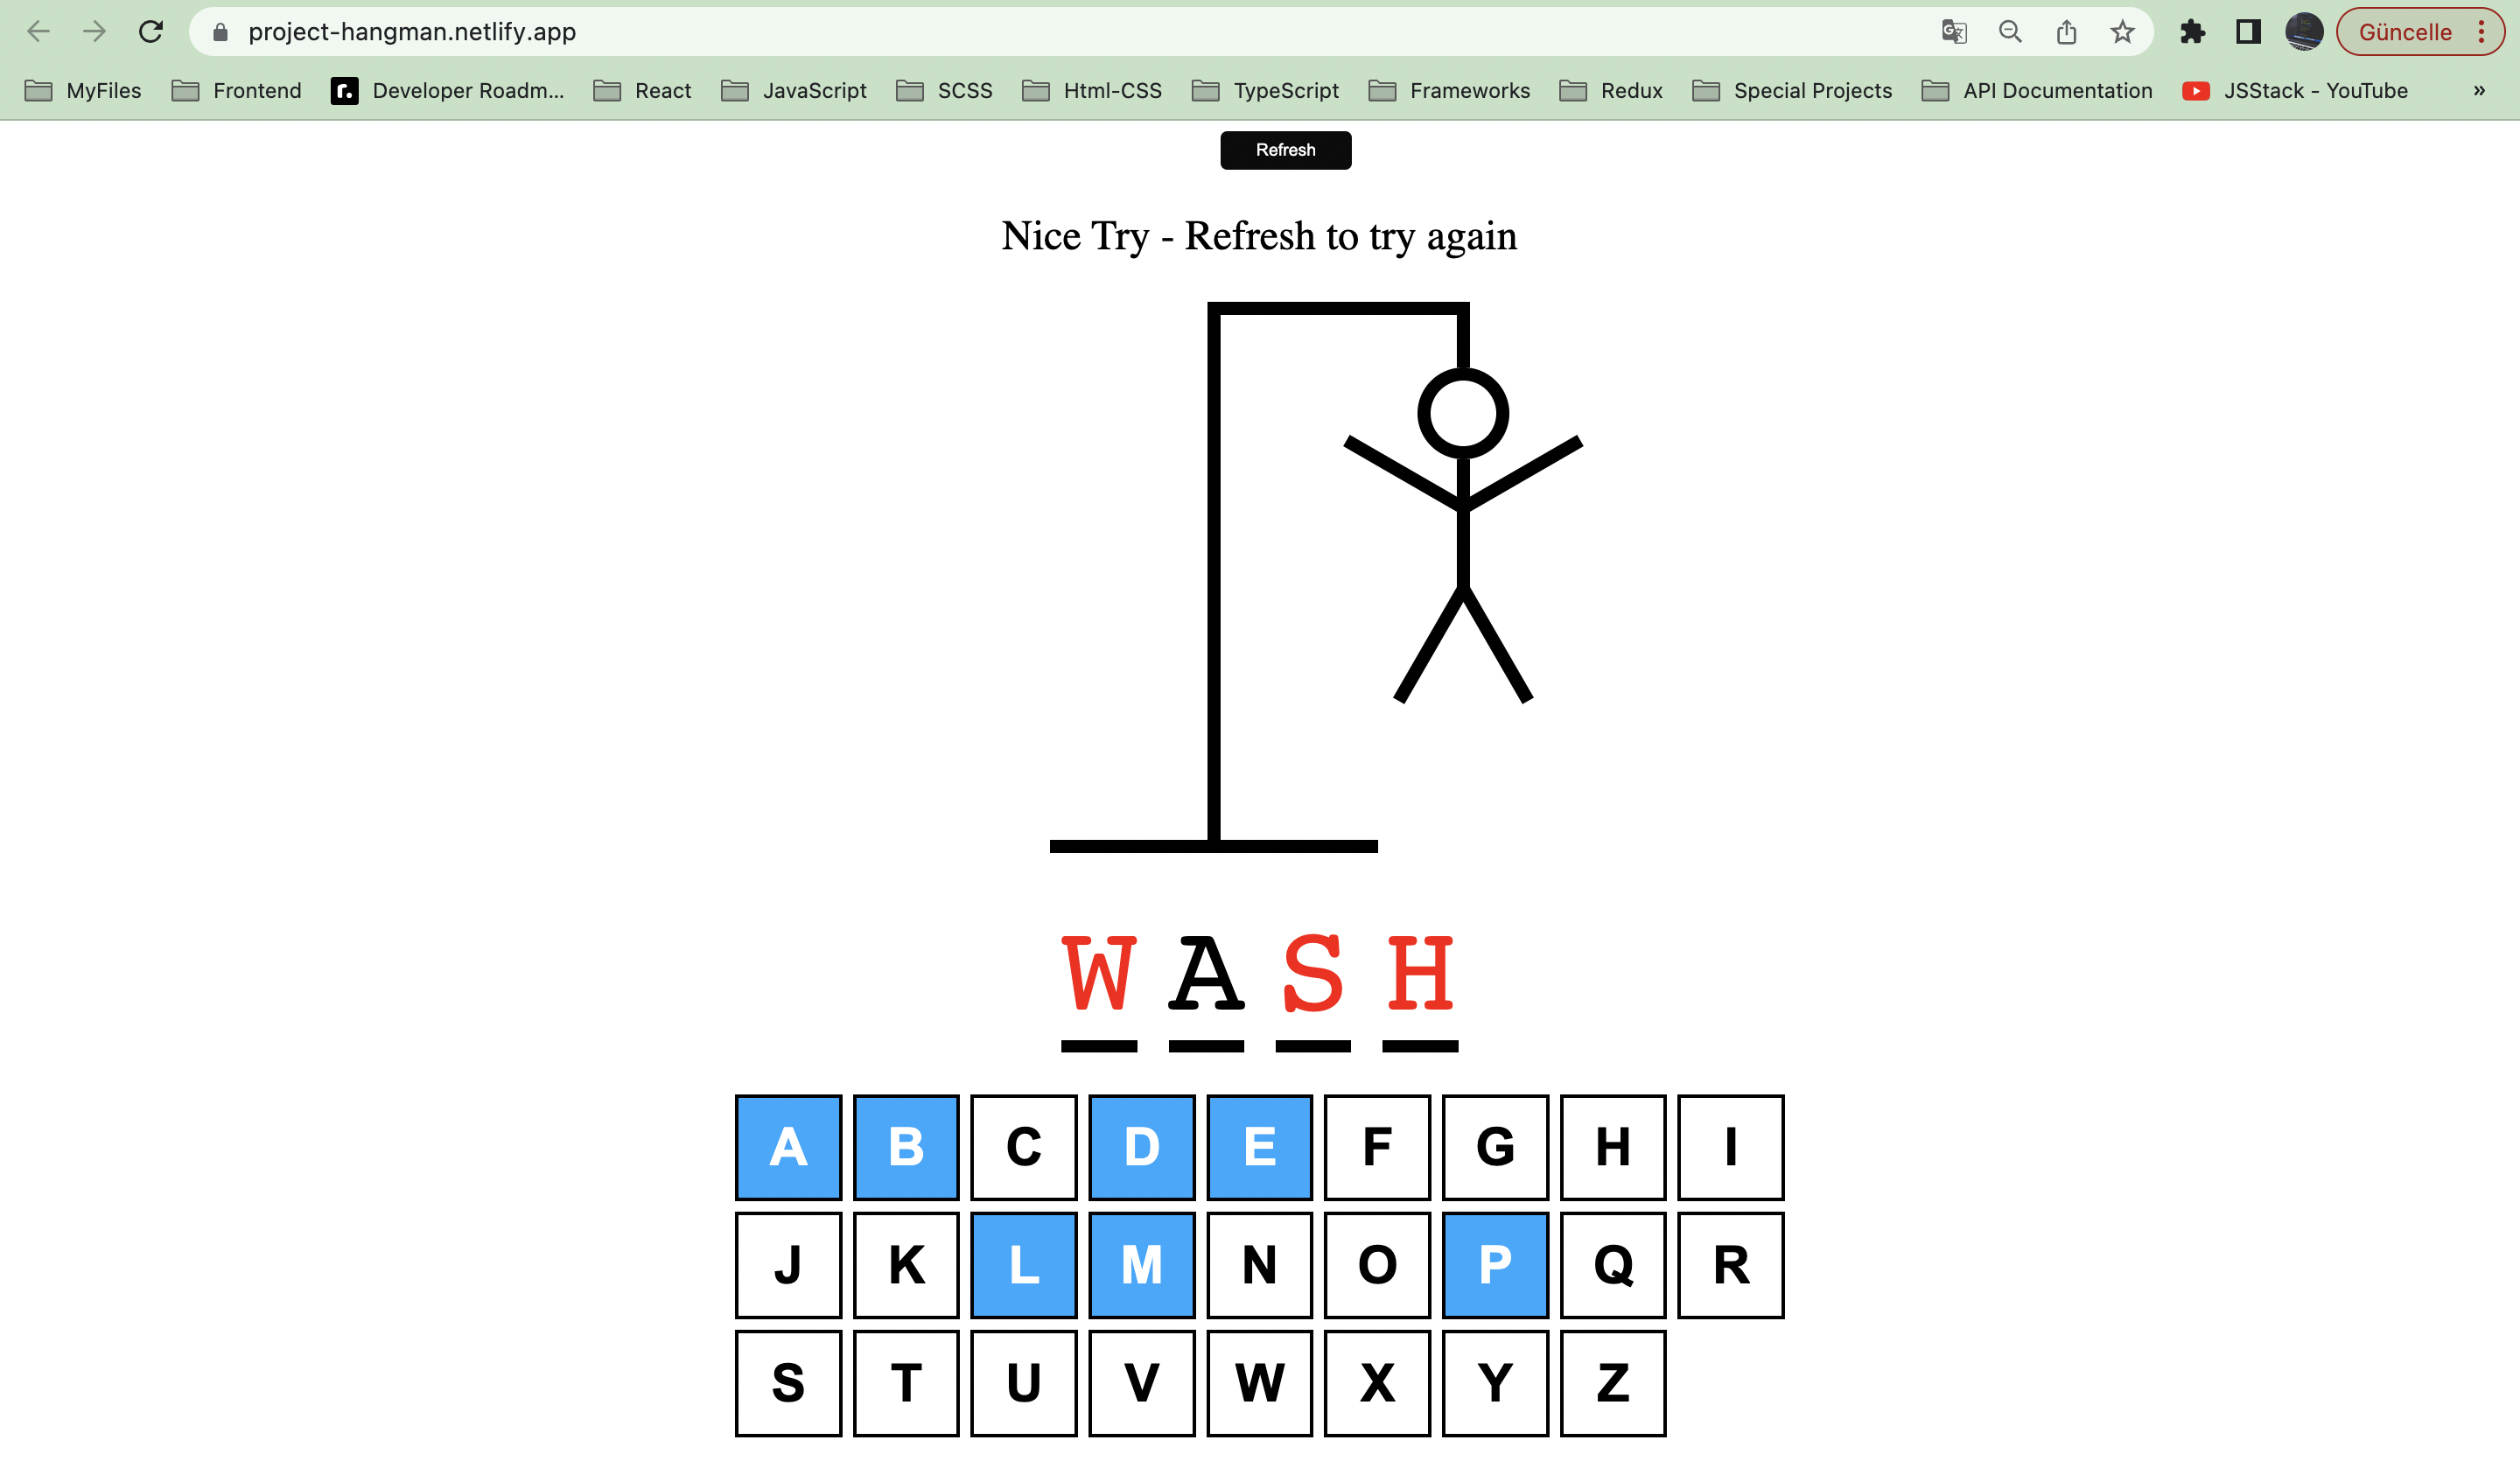 project-hangman.netlify.app
Güncelle
MyFiles Frontend Developer Roadm... React JavaScript SCSS Html-CSS TypeScript Frameworks Redux Special Projects API Documentation JSStack - YouTube »
Refresh
Nice Try - Refresh to try again
W A S H
A B C D E F G H I
J K L M N O P Q R
S T U V W X Y Z